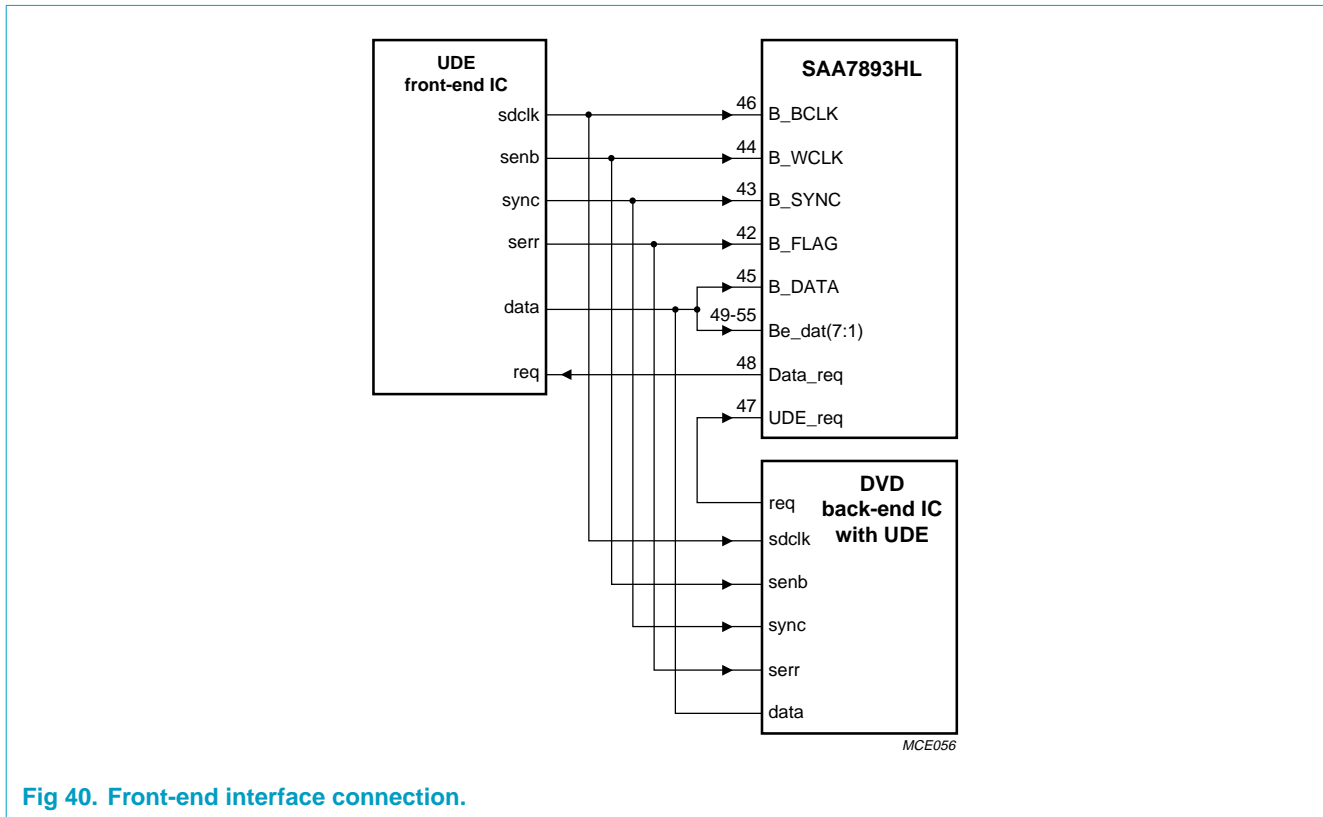 UDE
front-end IC
sdclk
senb
sync
serr
data
req
SAA7893HL
46
B_BCLK
44
B_WCLK
43
B_SYNC
42
B_FLAG
45
B_DATA
49-55
Be_dat(7:1)
48
Data_req
47
UDE_req
DVD
back-end IC
with UDE
req
sdclk
senb
sync
serr
data
MCE056
Fig 40. Front-end interface connection.